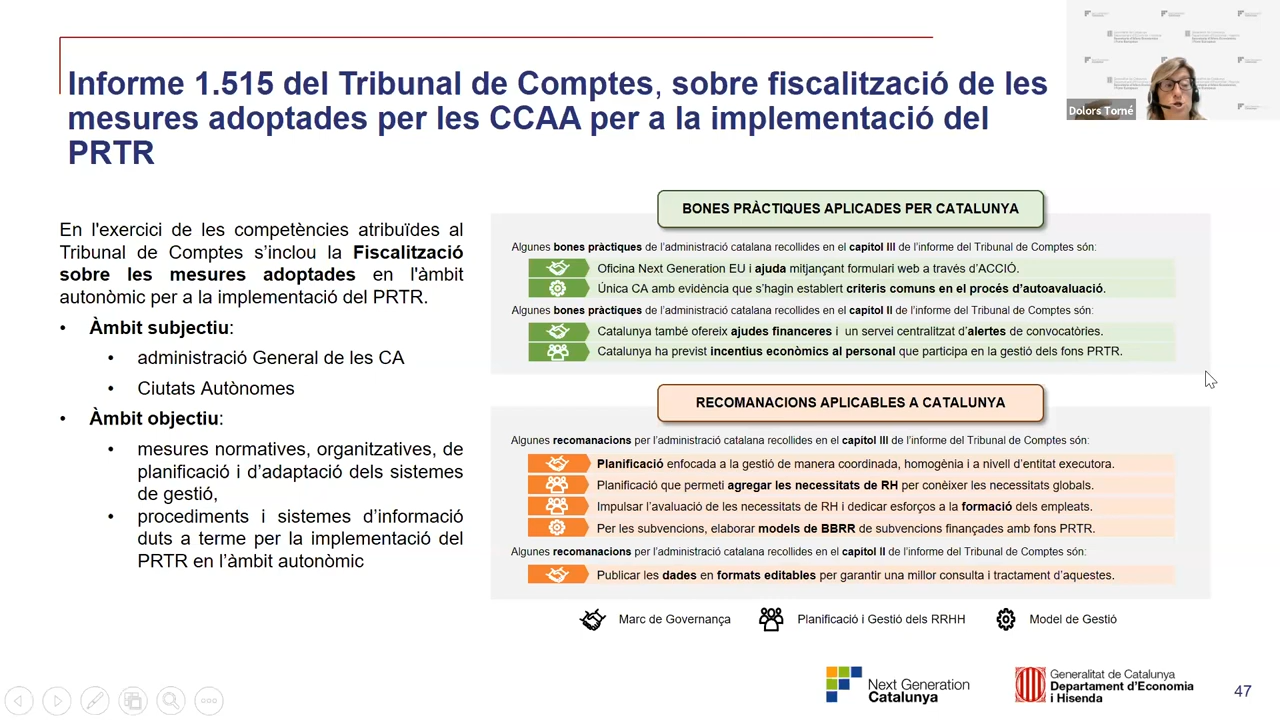 Informe 1.515 del Tribunal de Comptes, sobre fiscalització de les
mesures adoptades per les CCAA per a la implementació del
PRTR
Dolors Tomé
En l'exercici de les competències atribuïdes al
Tribunal de Comptes s'inclou la Fiscalització
sobre les mesures adoptades en l'àmbit
autonòmic per a la implementació del PRTR.
• Àmbit subjectiu:
• administració General de les CA
• Ciutats Autònomes
• Àmbit objectiu:
• mesures normatives, organitzatives, de
planificació i d'adaptació dels sistemes
de gestió,
• procediments i sistemes d'informació
duts a terme per la implementació del
PRTR en l'àmbit autonòmic
BONES PRÀCTIQUES APLICADES PER CATALUNYA
Algunes bones pràctiques de l'administració catalana recollides en el capítol III de l'informe del Tribunal de Comptes són:
Oficina Next Generation EU i ajuda mitjançant formulari web a través d'ACCIÓ.
Única CA amb evidència que s'hagin establert criteris comuns en el procés d'autoavaluació.
Algunes bones pràctiques de l'administració catalana recollides en el capítol II de l'informe del Tribunal de Comptes són:
Catalunya també ofereix ajudes financeres i un servei centralitzat d'alertes de convocatòries.
Catalunya ha previst incentius econòmics al personal que participa en la gestió dels fons PRTR.
RECOMANACIONS APLICABLES A CATALUNYA
Algunes recomanacions per l'administració catalana recollides en el capítol III de l'informe del Tribunal de Comptes són:
Planificació enfocada a la gestió de manera coordinada, homogènia i a nivell d'entitat executora.
Planificació que permeti agregar les necessitats de RH per conèixer les necessitats globals.
Impulsar l'avaluació de les necessitats de RH i dedicar esforços a la formació dels empleats.
Per les subvencions, elaborar models de BBRR de subvencions finançades amb fons PRTR.
Algunes recomanacions per l'administració catalana recollides en el capítol II de l'informe del Tribunal de Comptes són:
Publicar les dades en formats editables per garantir una millor consulta i tractament d'aquestes.
Marc de Governança
Planificació i Gestió dels RRHH
Model de Gestió
Next Generation
Catalunya
Generalitat de Catalunya
Departament d'Economia
i Hisenda
47